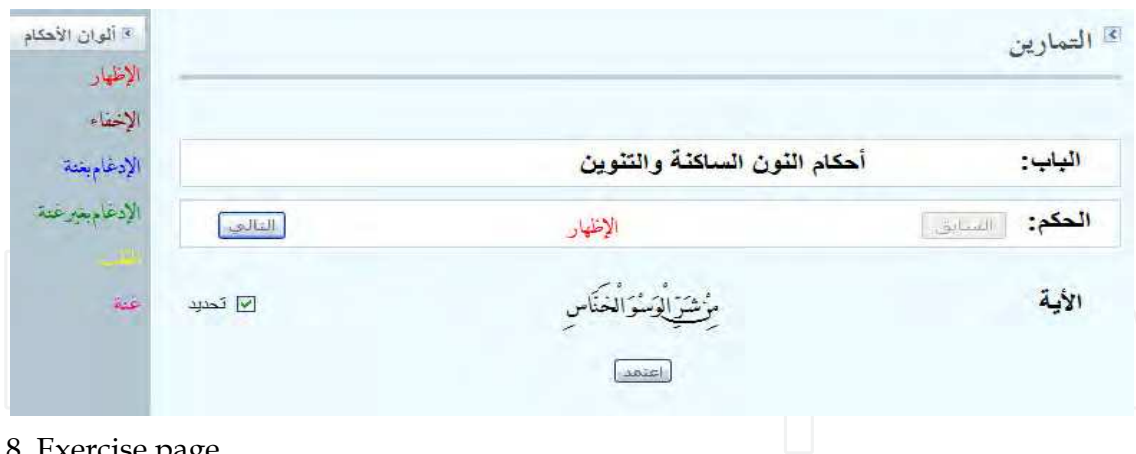 التمارين
الباب: أحكام النون الساكنة والتنوين
الحكم: السابق الإظهار التالي
الأية مِنْ شَرِّ الْوَسْوَ الْخَنَّاسِ تحديد
اعتمد
ألوان الأحكام
الإظهار
الإخفاء
الإدغام بغنة
الإدغام بغير غنة
غنة
8. Exercise page